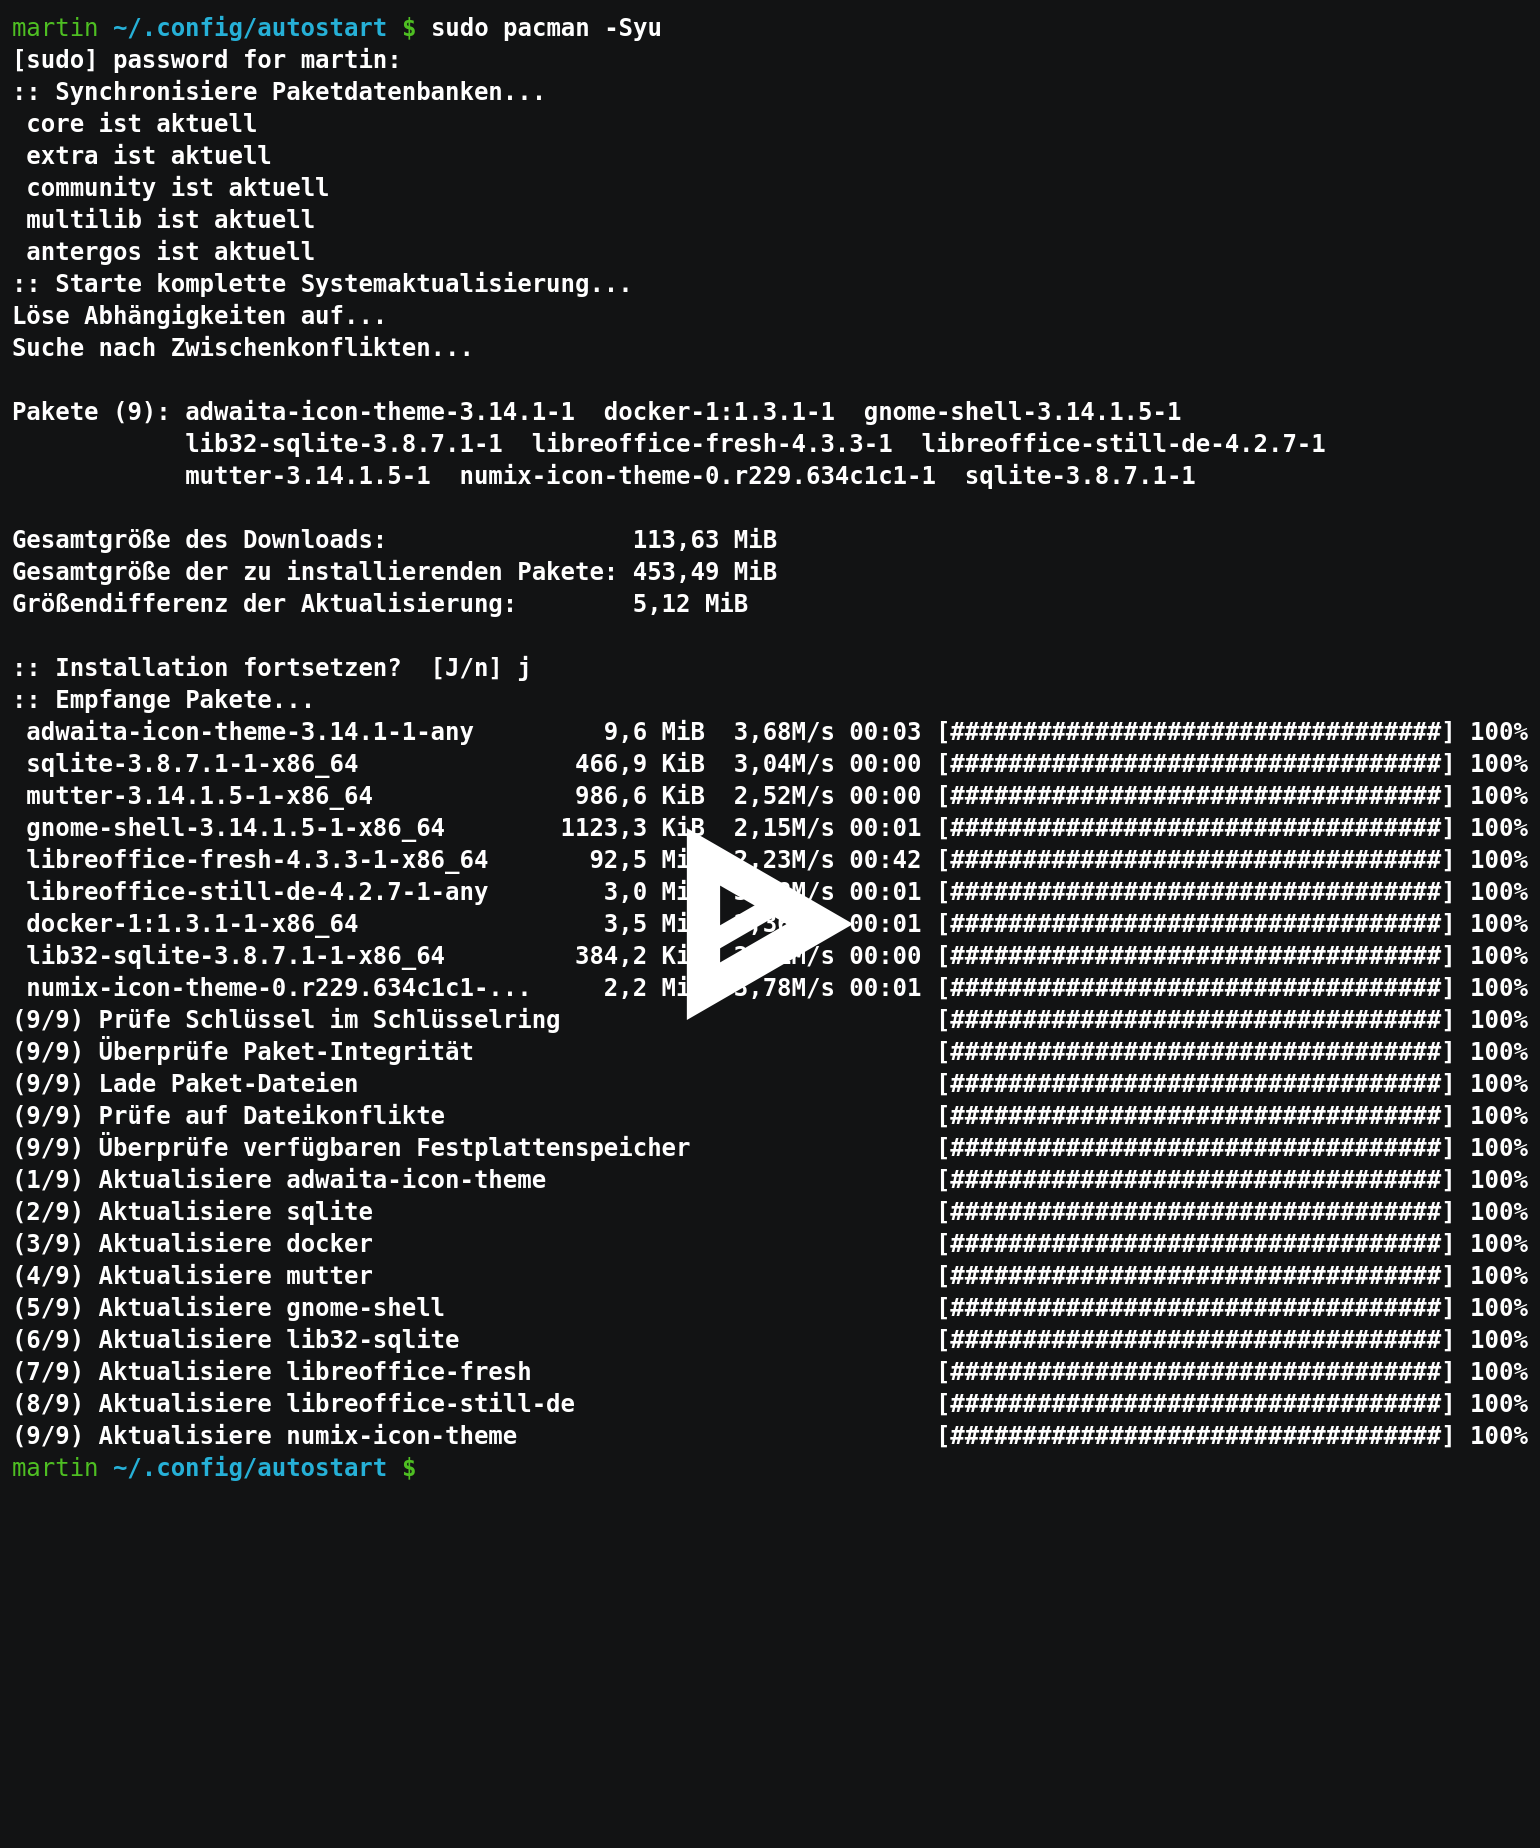 martin ~/.config/autostart $ sudo pacman -Syu
[sudo] password for martin:
:: Synchronisiere Paketdatenbanken...
 core ist aktuell
 extra ist aktuell
 community ist aktuell
 multilib ist aktuell
 antergos ist aktuell
:: Starte komplette Systemaktualisierung...
Löse Abhängigkeiten auf...
Suche nach Zwischenkonflikten...

Pakete (9): adwaita-icon-theme-3.14.1-1  docker-1:1.3.1-1  gnome-shell-3.14.1.5-1
            lib32-sqlite-3.8.7.1-1  libreoffice-fresh-4.3.3-1  libreoffice-still-de-4.2.7-1
            mutter-3.14.1.5-1  numix-icon-theme-0.r229.634c1c1-1  sqlite-3.8.7.1-1

Gesamtgröße des Downloads:                 113,63 MiB
Gesamtgröße der zu installierenden Pakete: 453,49 MiB
Größendifferenz der Aktualisierung:        5,12 MiB

:: Installation fortsetzen?  [J/n] j
:: Empfange Pakete...
 adwaita-icon-theme-3.14.1-1-any         9,6 MiB  3,68M/s 00:03 [##################################] 100%
 sqlite-3.8.7.1-1-x86_64               466,9 KiB  3,04M/s 00:00 [##################################] 100%
 mutter-3.14.1.5-1-x86_64              986,6 KiB  2,52M/s 00:00 [##################################] 100%
 gnome-shell-3.14.1.5-1-x86_64        1123,3 KiB  2,15M/s 00:01 [##################################] 100%
 libreoffice-fresh-4.3.3-1-x86_64       92,5 2,23M/s 00:42 [##################################] 100%
 libreoffice-still-de-4.2.7-1-any        3,0 00:01 [##################################] 100%
 docker-1:1.3.1-1-x86_64                 3,5 00:01 [##################################] 100%
 lib32-sqlite-3.8.7.1-1-x86_64         384,2 00:00 [##################################] 100%
 numix-icon-theme-0.r229.634c1c1-...     2,2 3,78M/s 00:01 [##################################] 100%
(9/9) Prüfe Schlüssel im Schlüsselring                          [##################################] 100%
(9/9) Überprüfe Paket-Integrität                                [##################################] 100%
(9/9) Lade Paket-Dateien                                        [##################################] 100%
(9/9) Prüfe auf Dateikonflikte                                  [##################################] 100%
(9/9) Überprüfe verfügbaren Festplattenspeicher                 [##################################] 100%
(1/9) Aktualisiere adwaita-icon-theme                           [##################################] 100%
(2/9) Aktualisiere sqlite                                       [##################################] 100%
(3/9) Aktualisiere docker                                       [##################################] 100%
(4/9) Aktualisiere mutter                                       [##################################] 100%
(5/9) Aktualisiere gnome-shell                                  [##################################] 100%
(6/9) Aktualisiere lib32-sqlite                                 [##################################] 100%
(7/9) Aktualisiere libreoffice-fresh                            [##################################] 100%
(8/9) Aktualisiere libreoffice-still-de                         [##################################] 100%
(9/9) Aktualisiere numix-icon-theme                             [##################################] 100%
martin ~/.config/autostart $